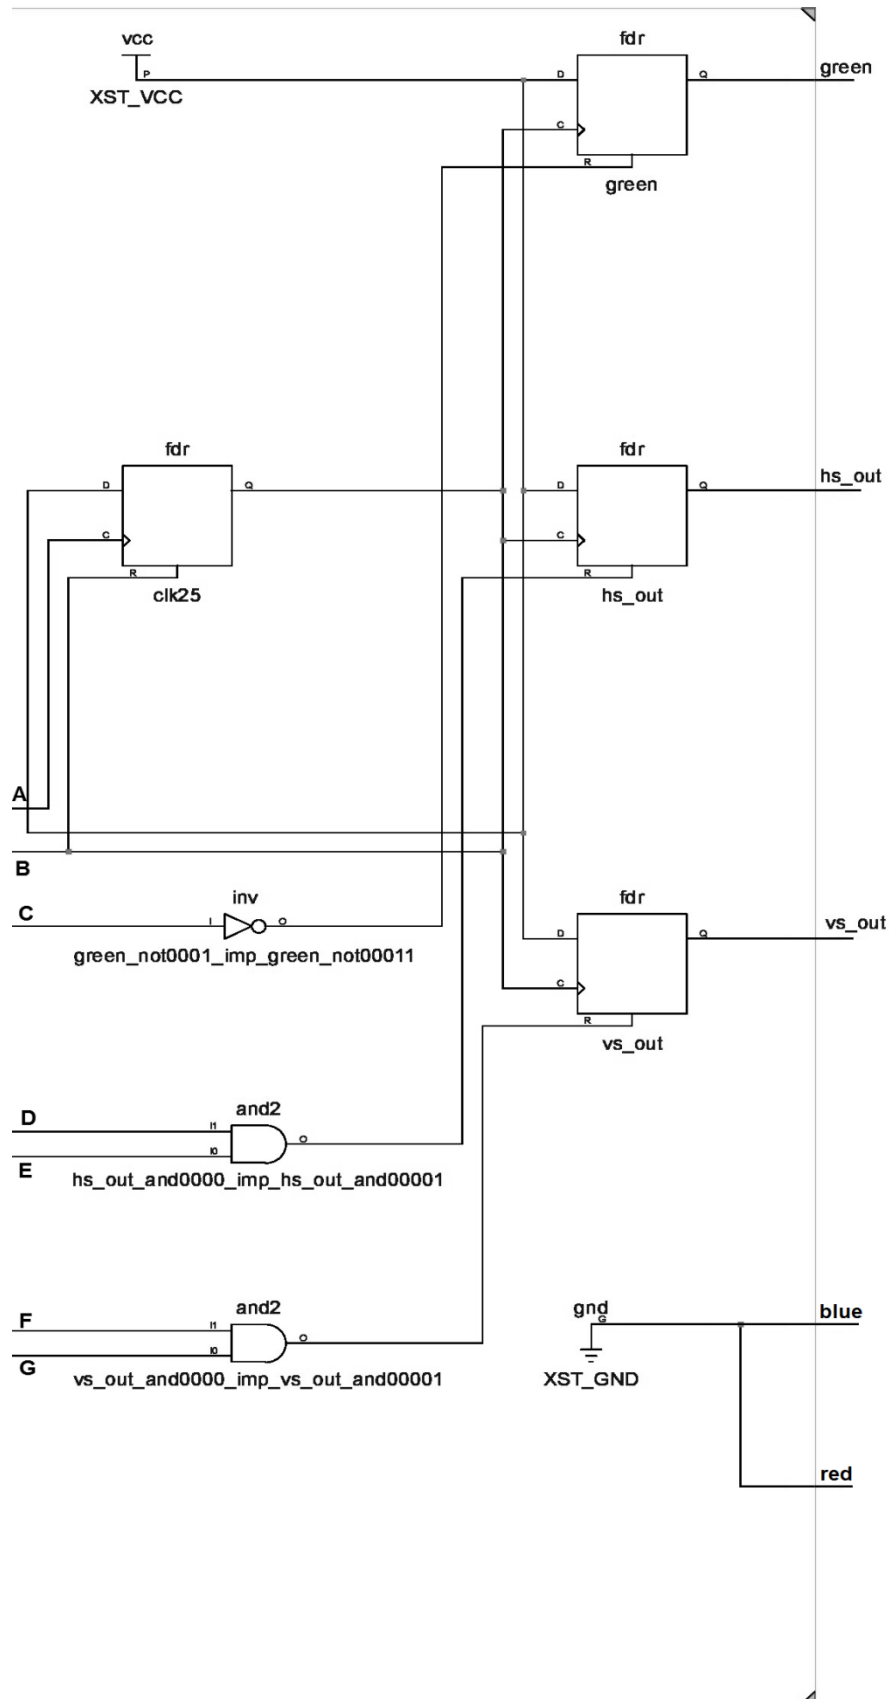 vcc
P
XST_VCC
fdr
D
Q
green
C
R
green
fdr
D
Q
C
R
clk25
fdr
D
Q
hs_out
C
R
hs_out
A
B
C
inv
I
O
green_not0001_imp_green_not00011
fdr
D
Q
vs_out
C
R
vs_out
D
E
and2
I1
I0
O
hs_out_and0000_imp_hs_out_and00001
F
G
and2
I1
I0
O
vs_out_and0000_imp_vs_out_and00001
gnd
G
XST_GND
blue
red